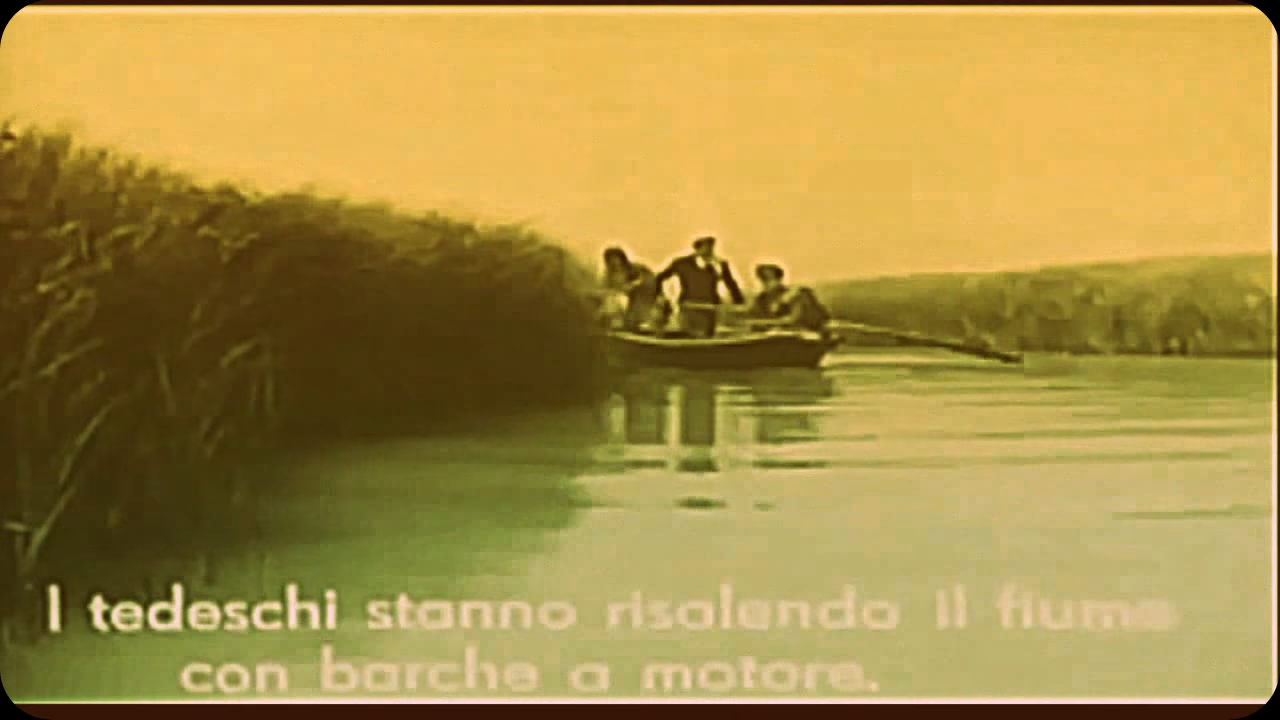 I tedeschi stanno risalendo il fiume
con barche a motore.